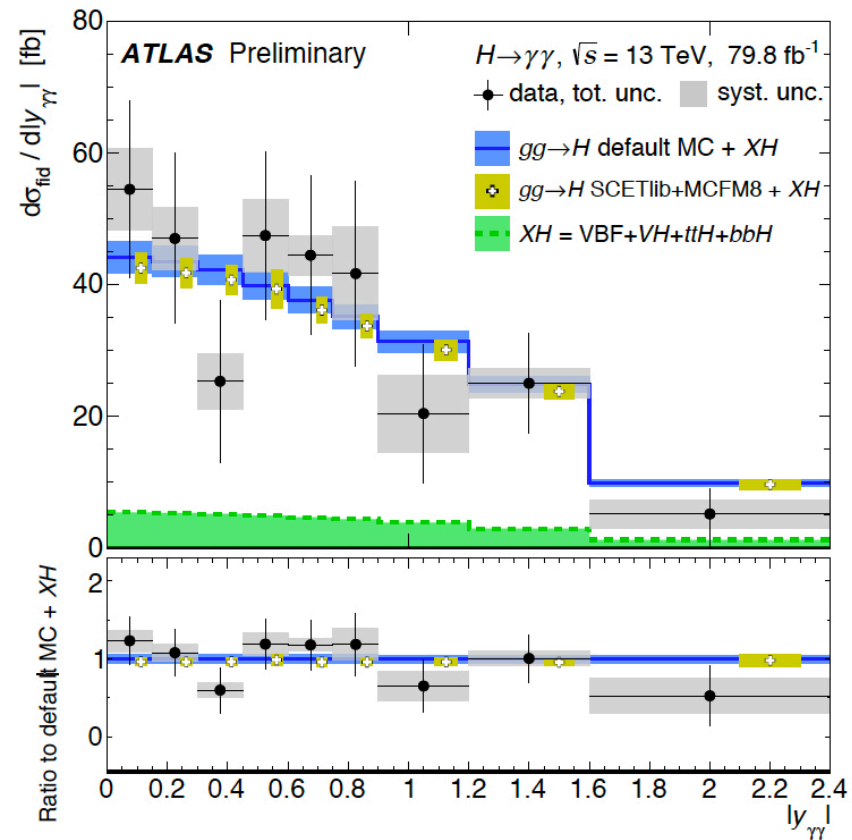 ATLAS Preliminary
H→γγ, √s = 13 TeV, 79.8 fb⁻¹
data, tot. unc. syst. unc.
gg→H default MC + XH
gg→H SCETlib+MCFM8 + XH
XH = VBF+VH+ttH+bbH
dσ_fid / d|y_γγ| [fb]
80
60
40
20
0
Ratio to default MC + XH
2
1
0
0 0.2 0.4 0.6 0.8 1 1.2 1.4 1.6 1.8 2 2.2 2.4
|y_γγ|